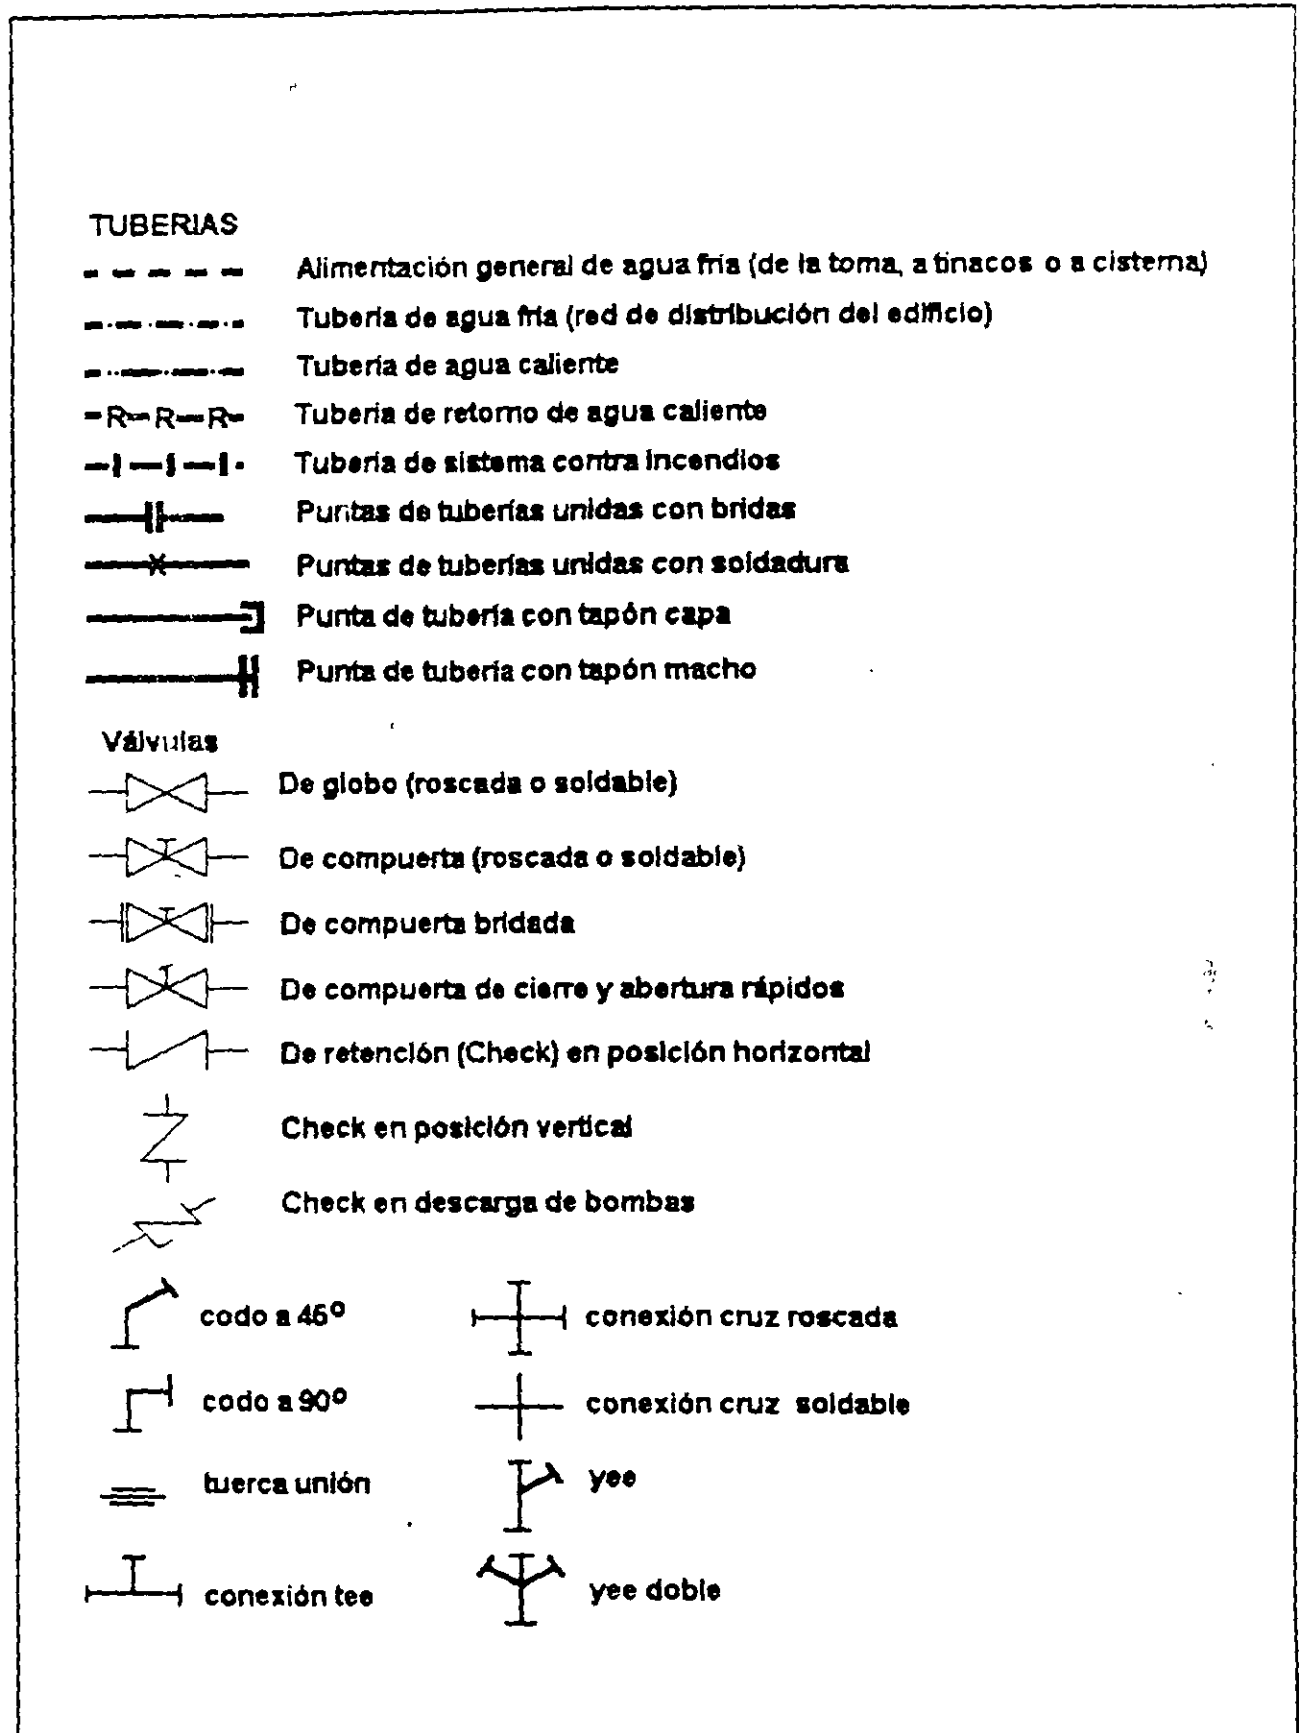 TUBERIAS
Alimentación general de agua fría (de la toma, a tinacos o a cisterna)
Tubería de agua fría (red de distribución del edificio)
Tubería de agua caliente
R R R Tubería de retorno de agua caliente
Tubería de sistema contra incendios
Puntas de tuberías unidas con bridas
Puntas de tuberías unidas con soldadura
Punta de tubería con tapón capa
Punta de tubería con tapón macho
Válvulas
De globo (roscada o soldable)
De compuerta (roscada o soldable)
De compuerta bridada
De compuerta de cierre y abertura rápidos
De retención (Check) en posición horizontal
Check en posición vertical
Check en descarga de bombas
codo a 45º conexión cruz roscada
codo a 90º conexión cruz soldable
tuerca unión yee
conexión tee yee doble